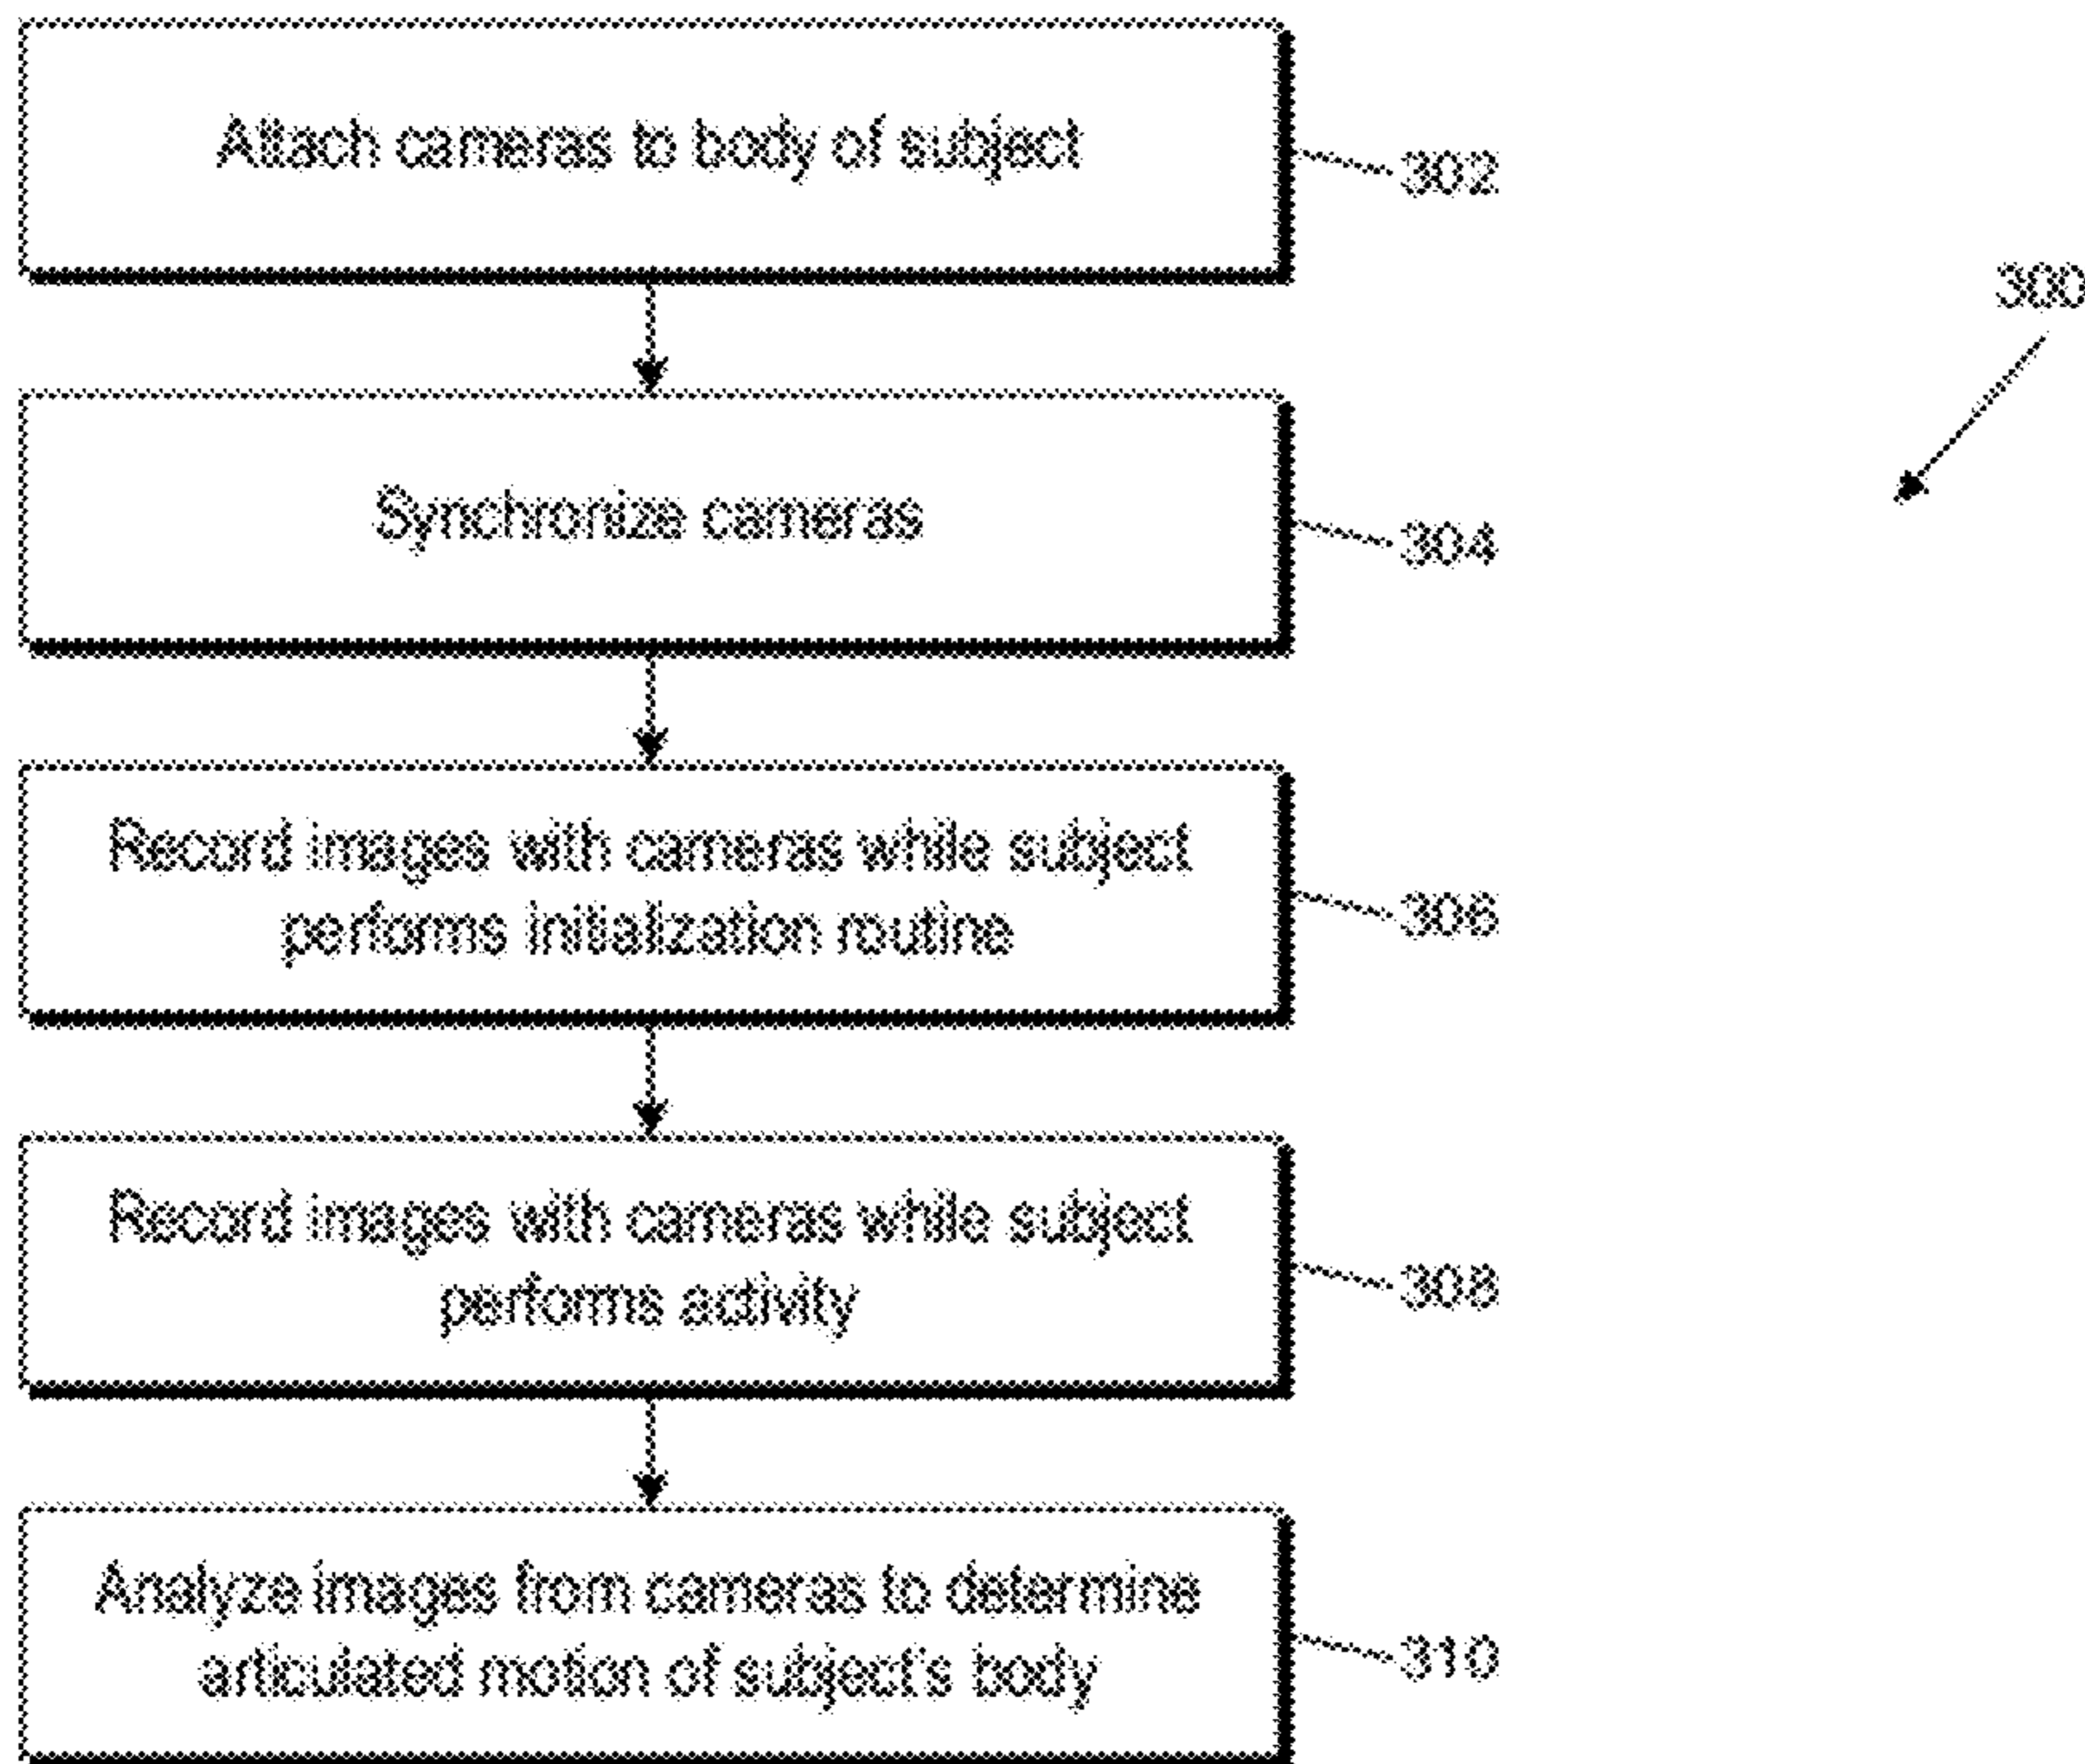 Attach cameras to body of subject
302
300
Synchronize cameras
304
Record images with cameras while subject
performs initialization routine
306
Record images with cameras while subject
performs activity
308
Analyze images from cameras to determine
articulated motion of subject's body
310